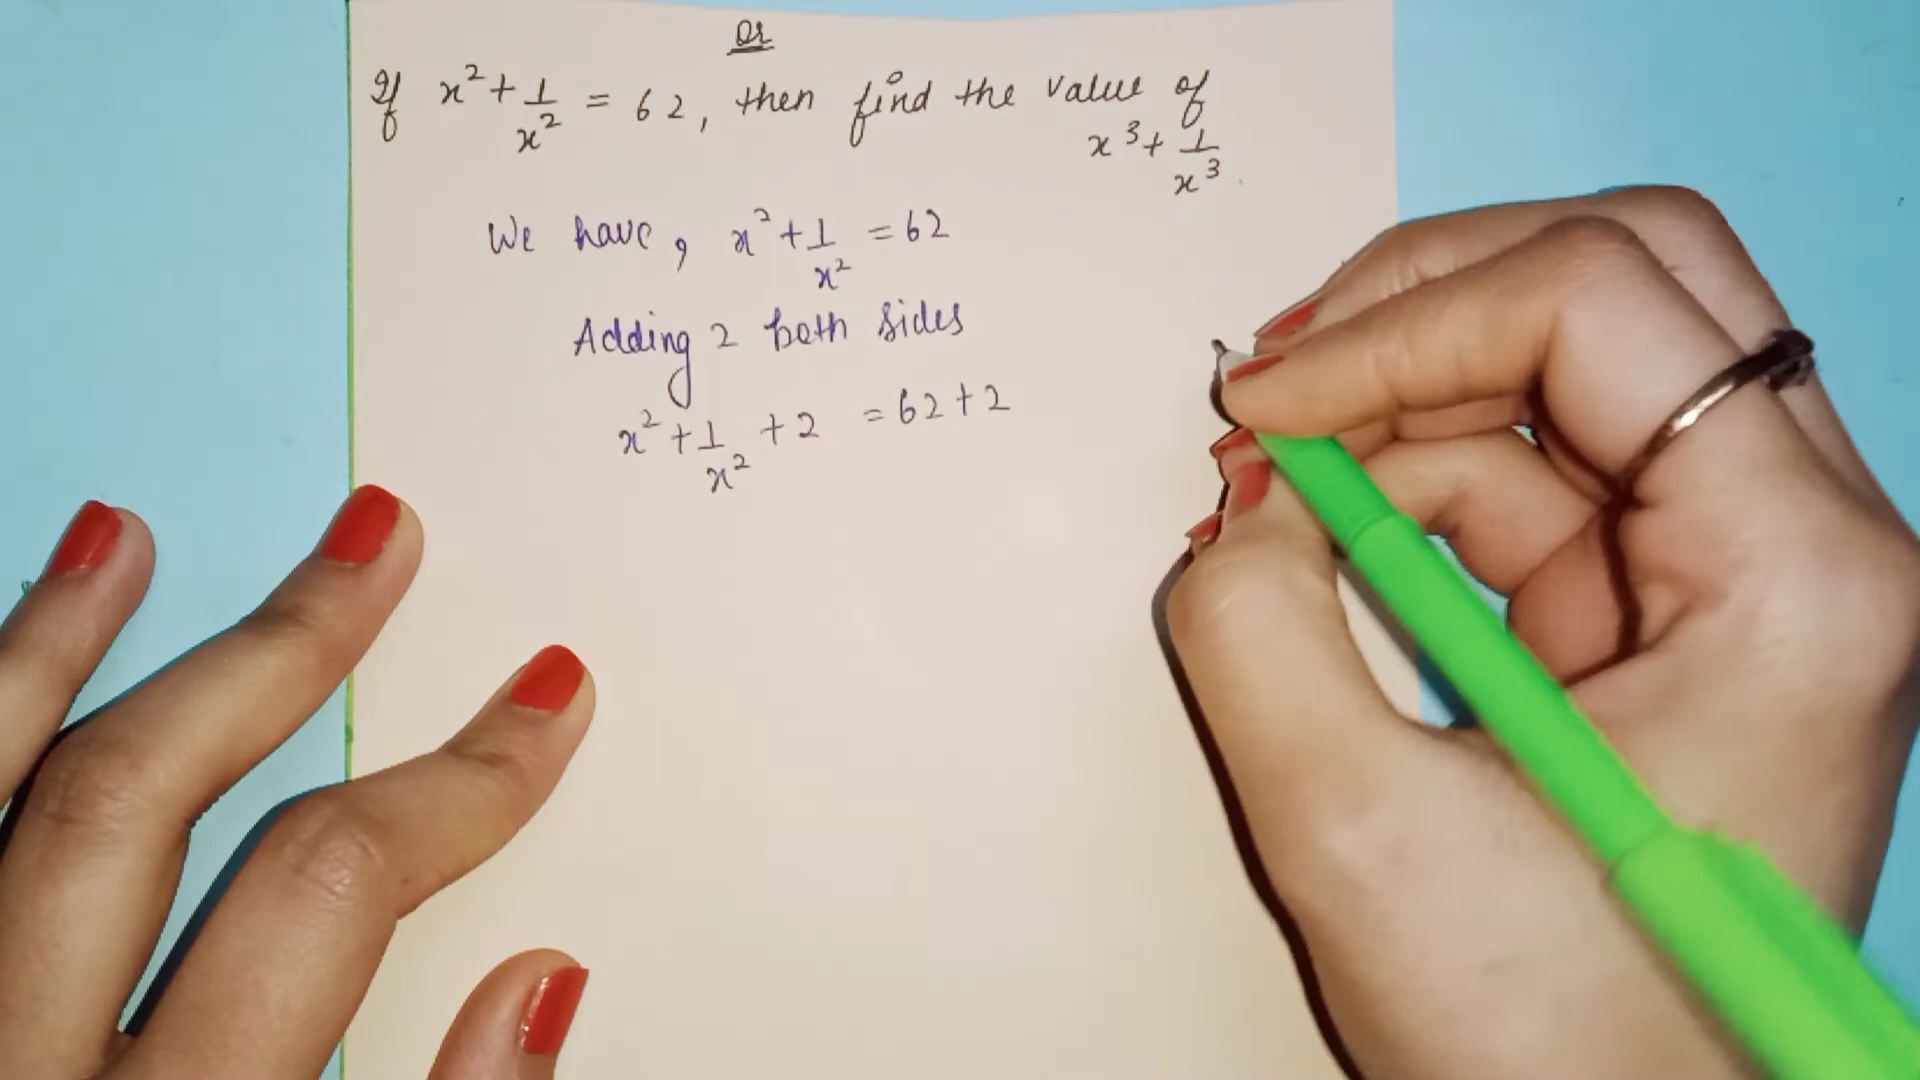 Or
If x² + 1/x² = 62, then find the value of
x³ + 1/x³.
We have, x² + 1/x² = 62
Adding 2 both sides
x² + 1/x² + 2 = 62 + 2